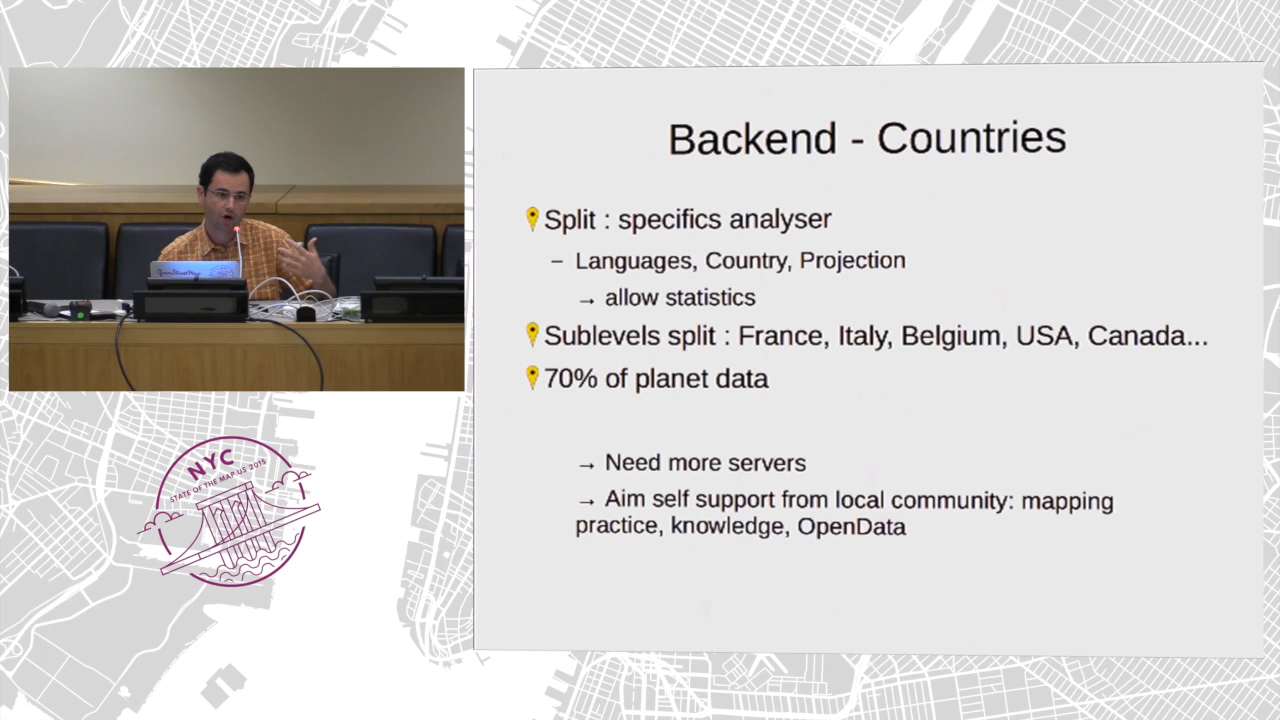 Backend - Countries
Split : specifics analyser
– Languages, Country, Projection
→ allow statistics
Sublevels split : France, Italy, Belgium, USA, Canada...
70% of planet data
→ Need more servers
→ Aim self support from local community: mapping
practice, knowledge, OpenData
NYC
STATE OF THE MAP US 2015